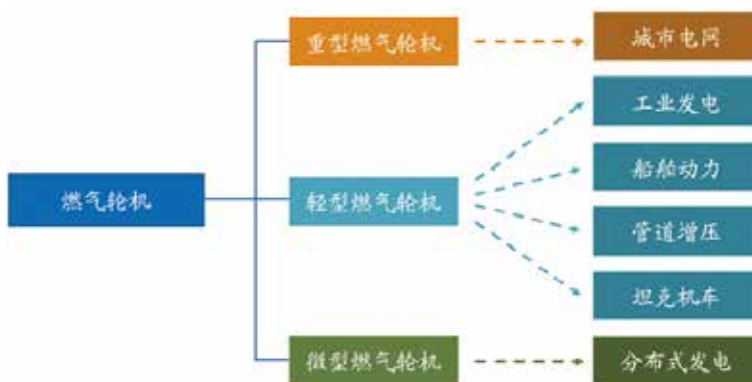 重型燃气轮机
城市电网
工业发电
船舶动力
燃气轮机
轻型燃气轮机
管道增压
坦克机车
微型燃气轮机
分布式发电